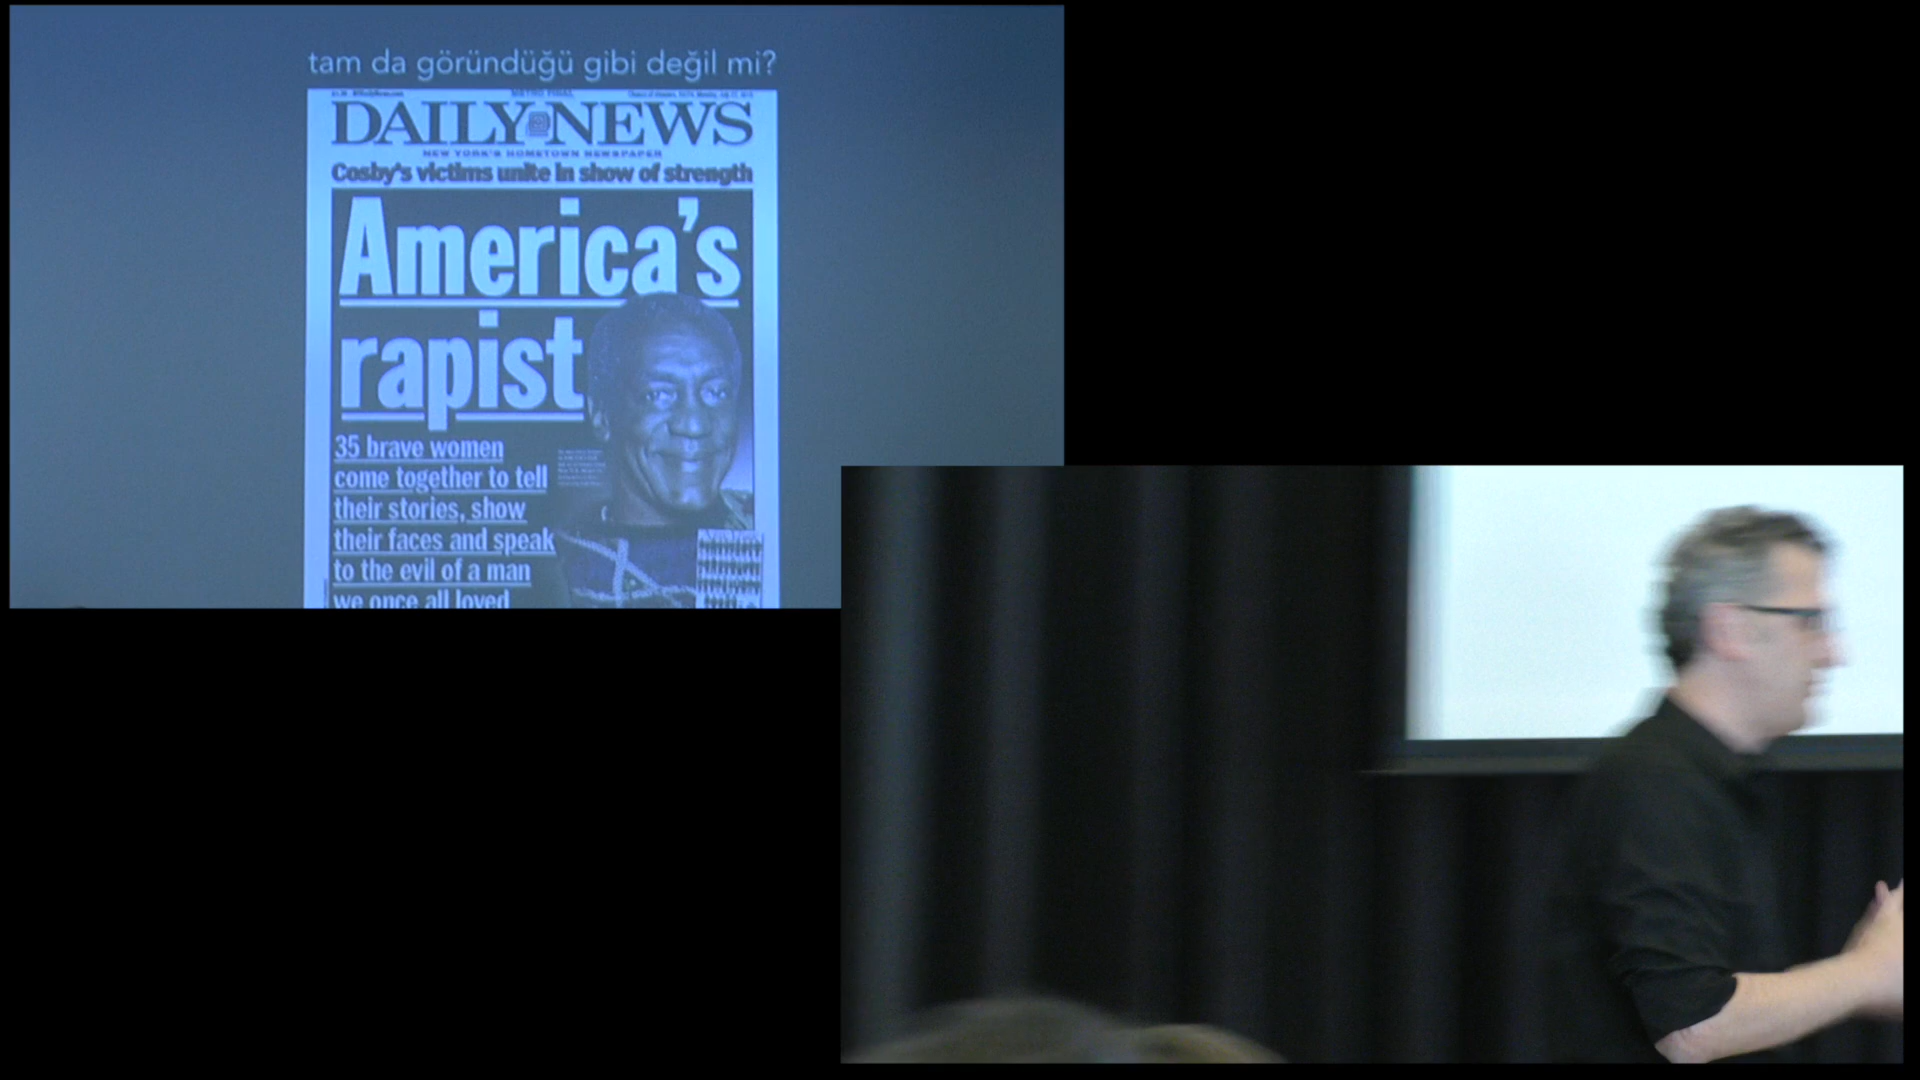 tam da göründüğü gibi değil mi?
DAILY NEWS
NEW YORK'S HOMETOWN NEWSPAPER
Cosby's victims unite in show of strength
America's
rapist
35 brave women
come together to tell
their stories, show
their faces and speak
to the evil of a man
we once all loved